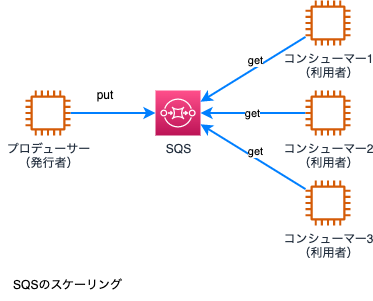 get
コンシューマー1
（利用者）
put
get
プロデューサー
（発行者）
SQS
コンシューマー2
（利用者）
get
コンシューマー3
（利用者）
SQSのスケーリング